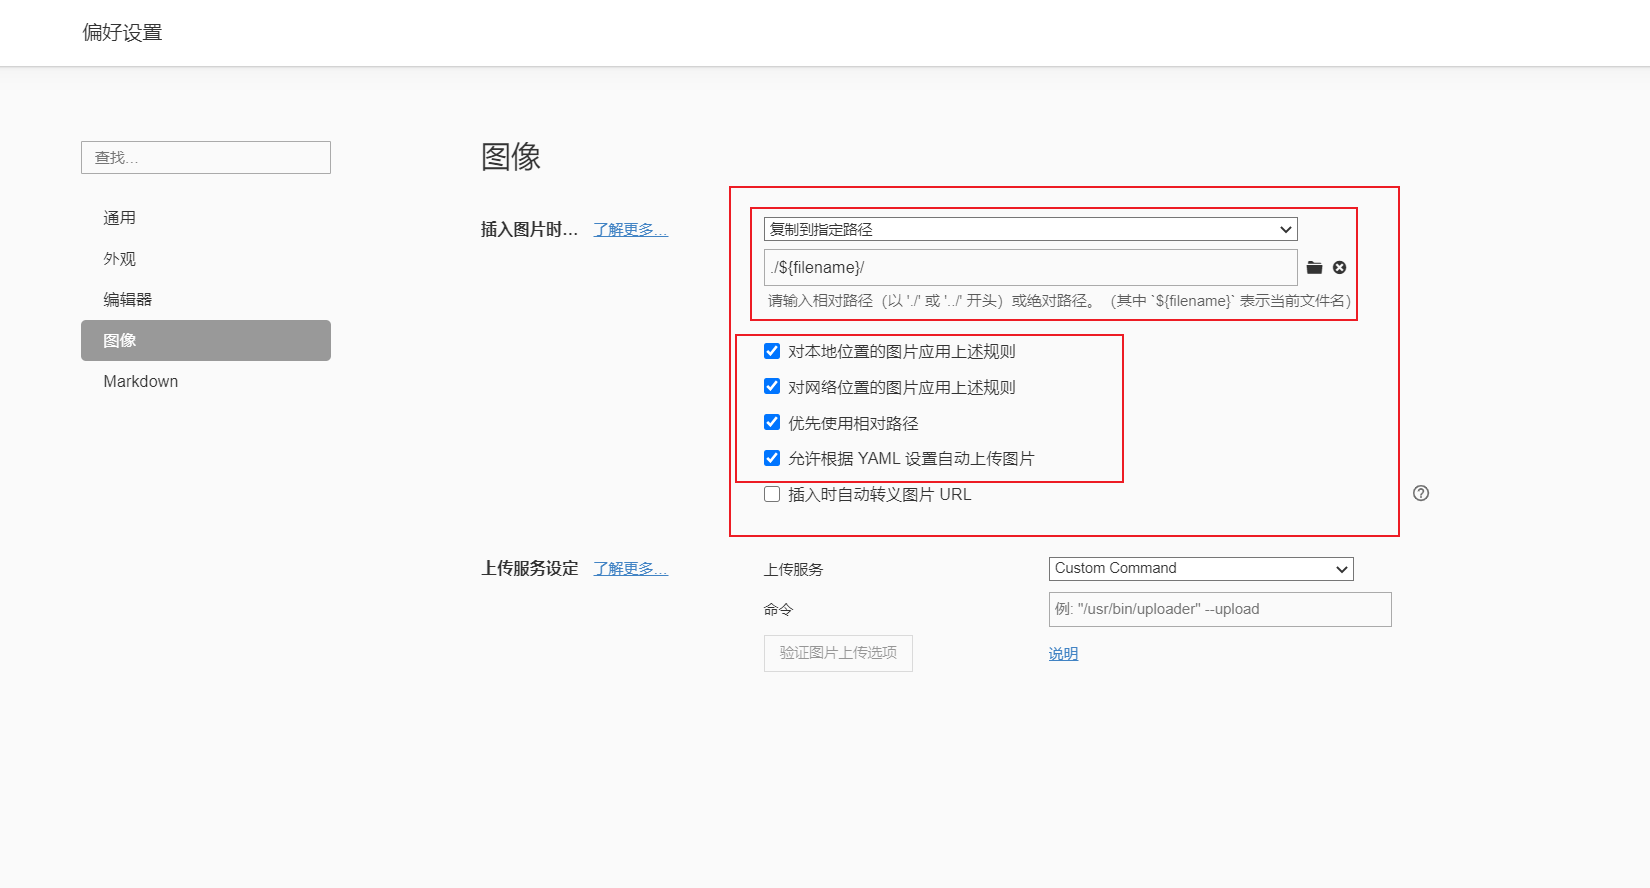 偏好设置
查找...
通用
外观
编辑器
图像
Markdown
图像
插入图片时... 了解更多...
复制到指定路径
./${filename}/
请输入相对路径（以 './' 或 '../' 开头）或绝对路径。（其中 `${filename}` 表示当前文件名）
对本地位置的图片应用上述规则
对网络位置的图片应用上述规则
优先使用相对路径
允许根据 YAML 设置自动上传图片
插入时自动转义图片 URL
上传服务设定 了解更多...
上传服务 Custom Command
命令 例: "/usr/bin/uploader" --upload
验证图片上传选项 说明